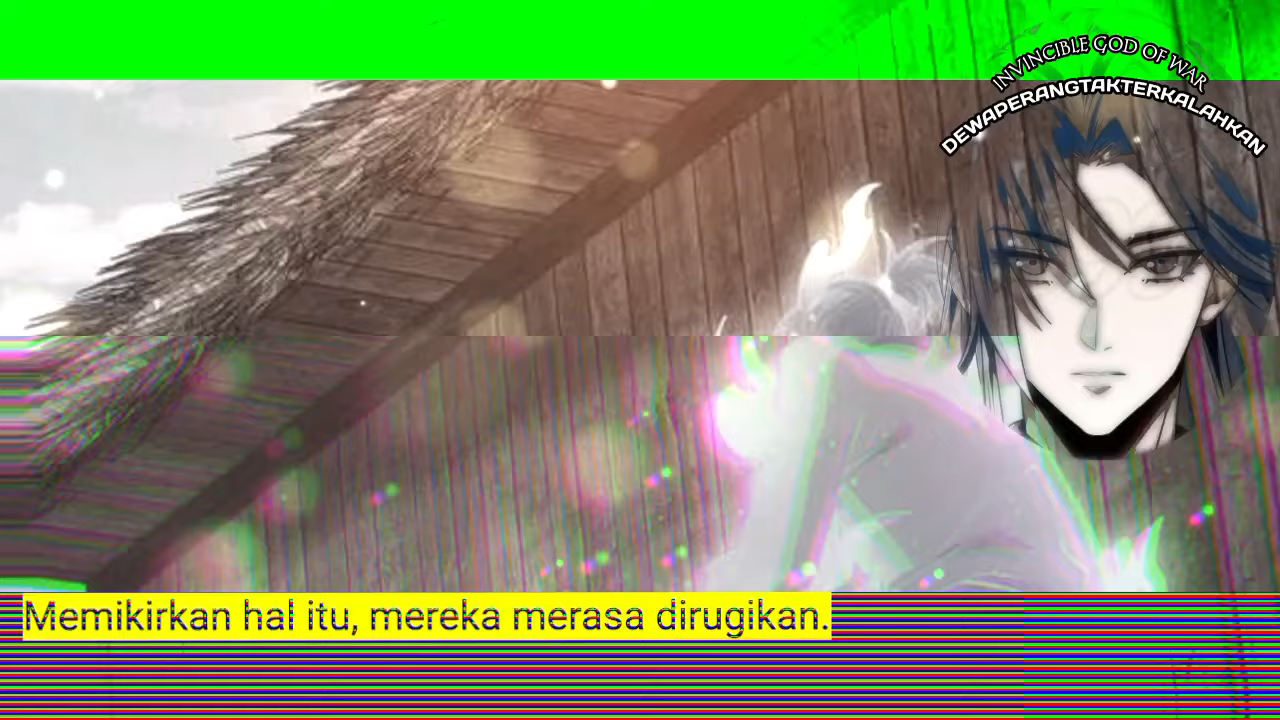 INVINCIBLE GOD OF WAR
DEWAPERANGTAKTERKALAHKAN
Memikirkan hal itu, mereka merasa dirugikan.